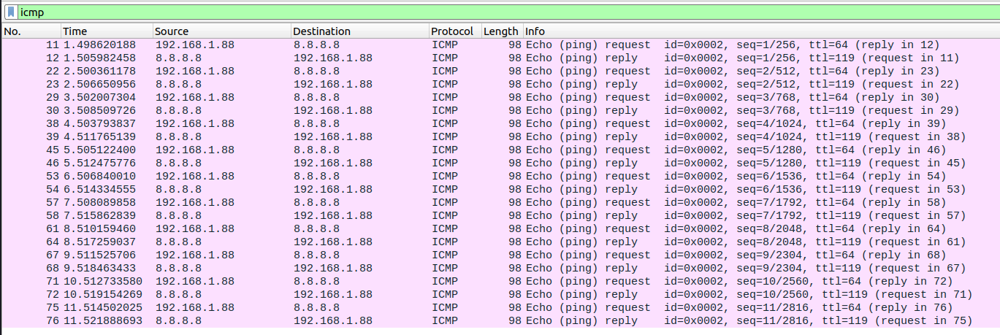 icmp
No. Time Source Destination Protocol Length Info
11 1.498620188 192.168.1.88 8.8.8.8 ICMP 98 Echo (ping) request id=0x0002, seq=1/256, ttl=64 (reply in 12)
12 1.505982458 8.8.8.8 192.168.1.88 ICMP 98 Echo (ping) reply id=0x0002, seq=1/256, ttl=119 (request in 11)
22 2.500361178 192.168.1.88 8.8.8.8 ICMP 98 Echo (ping) request id=0x0002, seq=2/512, ttl=64 (reply in 23)
23 2.506650956 8.8.8.8 192.168.1.88 ICMP 98 Echo (ping) reply id=0x0002, seq=2/512, ttl=119 (request in 22)
29 3.502007304 192.168.1.88 8.8.8.8 ICMP 98 Echo (ping) request id=0x0002, seq=3/768, ttl=64 (reply in 30)
30 3.508509726 8.8.8.8 192.168.1.88 ICMP 98 Echo (ping) reply id=0x0002, seq=3/768, ttl=119 (request in 29)
38 4.503793837 192.168.1.88 8.8.8.8 ICMP 98 Echo (ping) request id=0x0002, seq=4/1024, ttl=64 (reply in 39)
39 4.511765139 8.8.8.8 192.168.1.88 ICMP 98 Echo (ping) reply id=0x0002, seq=4/1024, ttl=119 (request in 38)
45 5.505122400 192.168.1.88 8.8.8.8 ICMP 98 Echo (ping) request id=0x0002, seq=5/1280, ttl=64 (reply in 46)
46 5.512475776 8.8.8.8 192.168.1.88 ICMP 98 Echo (ping) reply id=0x0002, seq=5/1280, ttl=119 (request in 45)
53 6.506840010 192.168.1.88 8.8.8.8 ICMP 98 Echo (ping) request id=0x0002, seq=6/1536, ttl=64 (reply in 54)
54 6.514334555 8.8.8.8 192.168.1.88 ICMP 98 Echo (ping) reply id=0x0002, seq=6/1536, ttl=119 (request in 53)
57 7.508089858 192.168.1.88 8.8.8.8 ICMP 98 Echo (ping) request id=0x0002, seq=7/1792, ttl=64 (reply in 58)
58 7.515862839 8.8.8.8 192.168.1.88 ICMP 98 Echo (ping) reply id=0x0002, seq=7/1792, ttl=119 (request in 57)
61 8.510159460 192.168.1.88 8.8.8.8 ICMP 98 Echo (ping) request id=0x0002, seq=8/2048, ttl=64 (reply in 64)
64 8.517259037 8.8.8.8 192.168.1.88 ICMP 98 Echo (ping) reply id=0x0002, seq=8/2048, ttl=119 (request in 61)
67 9.511525706 192.168.1.88 8.8.8.8 ICMP 98 Echo (ping) request id=0x0002, seq=9/2304, ttl=64 (reply in 68)
68 9.518463433 8.8.8.8 192.168.1.88 ICMP 98 Echo (ping) reply id=0x0002, seq=9/2304, ttl=119 (request in 67)
71 10.512733580 192.168.1.88 8.8.8.8 ICMP 98 Echo (ping) request id=0x0002, seq=10/2560, ttl=64 (reply in 72)
72 10.519154269 8.8.8.8 192.168.1.88 ICMP 98 Echo (ping) reply id=0x0002, seq=10/2560, ttl=119 (request in 71)
75 11.514502025 192.168.1.88 8.8.8.8 ICMP 98 Echo (ping) request id=0x0002, seq=11/2816, ttl=64 (reply in 76)
76 11.521888693 8.8.8.8 192.168.1.88 ICMP 98 Echo (ping) reply id=0x0002, seq=11/2816, ttl=119 (request in 75)